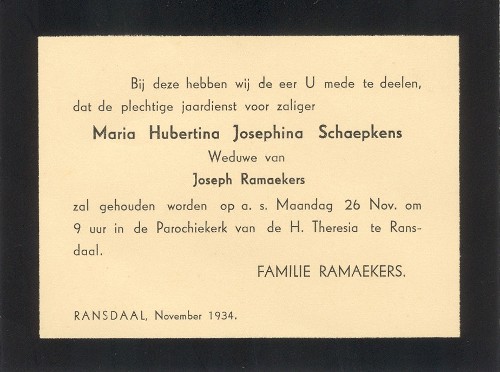 Bij deze hebben wij de eer U mede te deelen,
dat de plechtige jaardienst voor zaliger
Maria Hubertina Josephina Schaepkens
Weduwe van
Joseph Ramaekers
zal gehouden worden op a. s. Maandag 26 Nov. om
9 uur in de Parochiekerk van de H. Theresia te Rans-
daal.
FAMILIE RAMAEKERS.
RANSDAAL, November 1934.